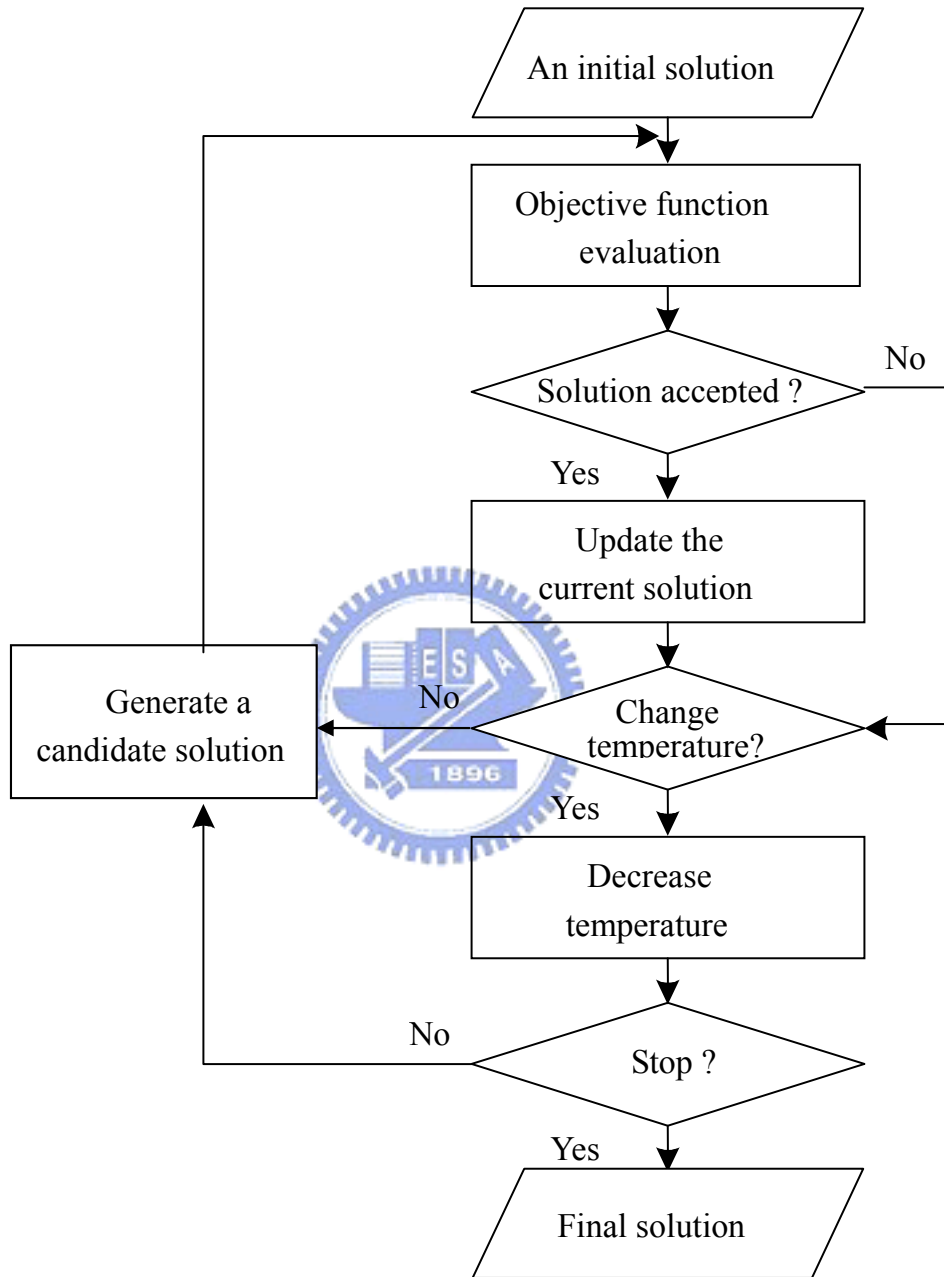 An initial solution
Objective function
evaluation
Solution accepted ?
No
Yes
Update the
current solution
E S A
1896
Generate a
candidate solution
No
Change
temperature?
Yes
Decrease
temperature
No
Stop ?
Yes
Final solution